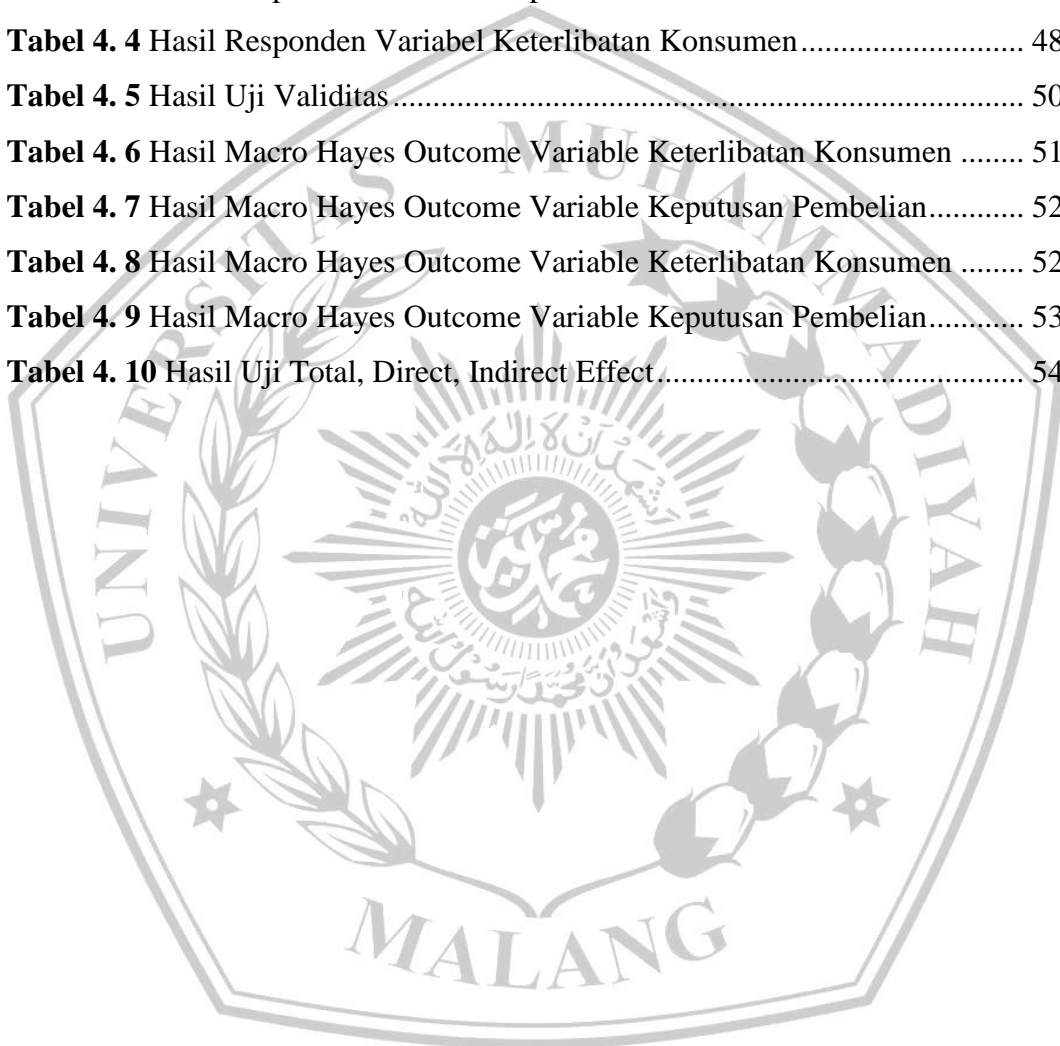 Tabel 4. 4 Hasil Responden Variabel Keterlibatan Konsumen............................ 48
Tabel 4. 5 Hasil Uji Validitas........................................................................... 50
Tabel 4. 6 Hasil Macro Hayes Outcome Variable Keterlibatan Konsumen ........ 51
Tabel 4. 7 Hasil Macro Hayes Outcome Variable Keputusan Pembelian............ 52
Tabel 4. 8 Hasil Macro Hayes Outcome Variable Keterlibatan Konsumen ........ 52
Tabel 4. 9 Hasil Macro Hayes Outcome Variable Keputusan Pembelian............ 53
Tabel 4. 10 Hasil Uji Total, Direct, Indirect Effect............................................ 54
UNIVERSITAS MUHAMMADIYAH
MALANG